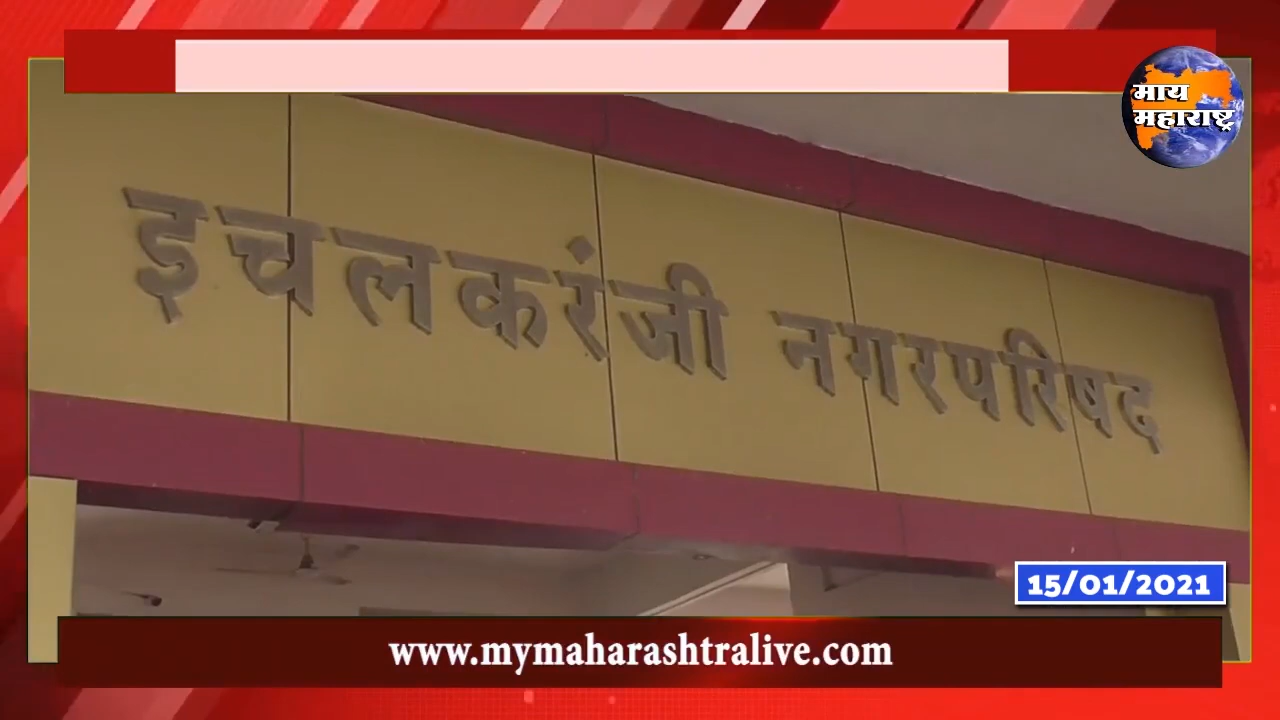 माय
महाराष्ट्र
इचलकरंजी नगरपरिषद
15/01/2021
www.mymaharashtralive.com